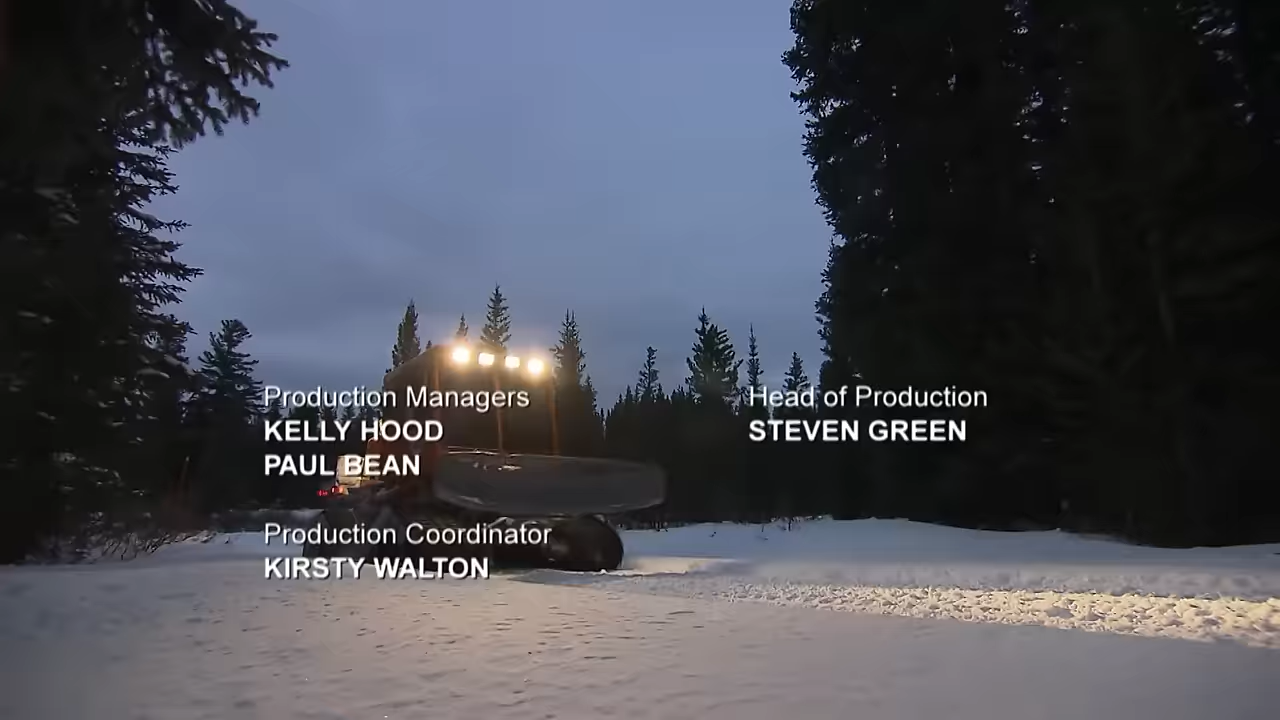 Production Managers
KELLY HOOD
PAUL BEAN
Production Coordinator
KIRSTY WALTON
Head of Production
STEVEN GREEN